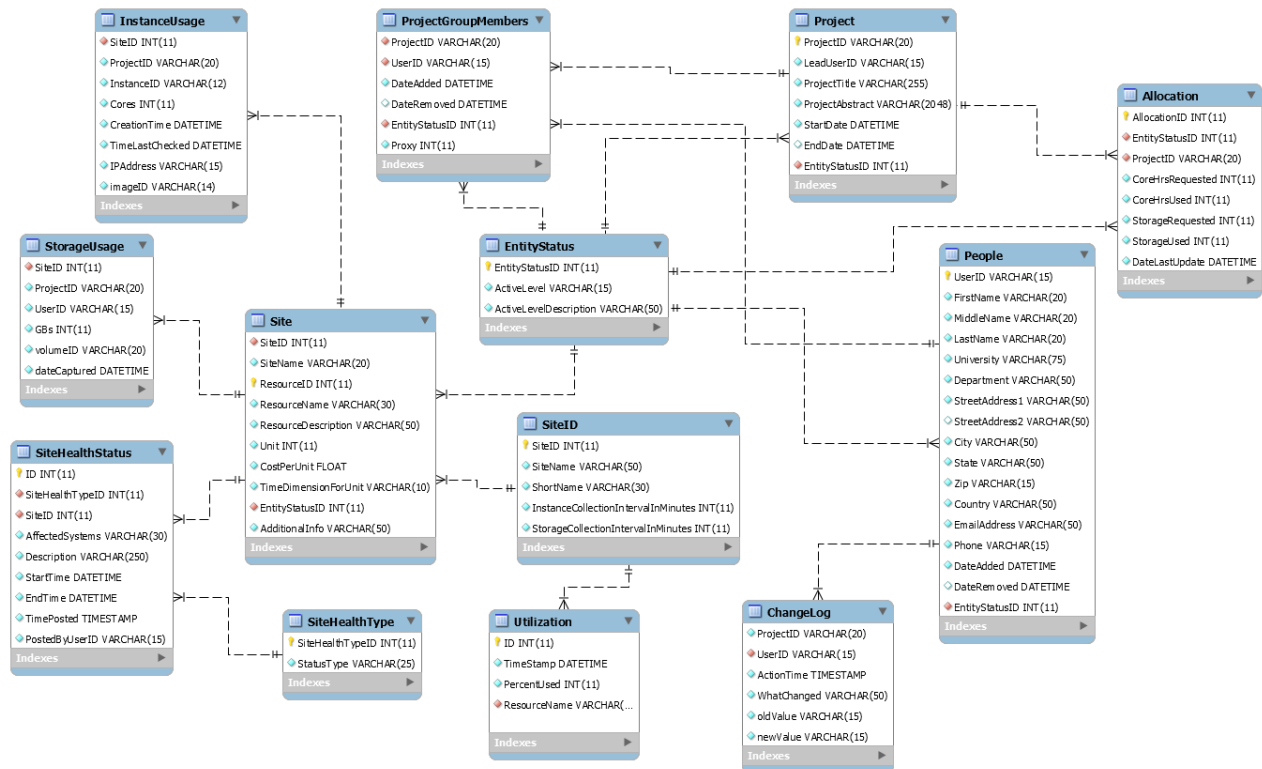 InstanceUsage
SiteID INT(11)
ProjectID VARCHAR(20)
InstanceID VARCHAR(12)
Cores INT(11)
CreationTime DATETIME
TimeLastChecked DATETIME
IPAddress VARCHAR(15)
imageID VARCHAR(14)
Indexes
ProjectGroupMembers
ProjectID VARCHAR(20)
UserID VARCHAR(15)
DateAdded DATETIME
DateRemoved DATETIME
EntityStatusID INT(11)
Proxy INT(11)
Indexes
Project
ProjectID VARCHAR(20)
LeadUserID VARCHAR(15)
ProjectTitle VARCHAR(255)
ProjectAbstract VARCHAR(2048)
StartDate DATETIME
EndDate DATETIME
EntityStatusID INT(11)
Indexes
Allocation
AllocationID INT(11)
EntityStatusID INT(11)
ProjectID VARCHAR(20)
CoreHrsRequested INT(11)
CoreHrsUsed INT(11)
StorageRequested INT(11)
StorageUsed INT(11)
DateLastUpdate DATETIME
Indexes
StorageUsage
SiteID INT(11)
ProjectID VARCHAR(20)
UserID VARCHAR(15)
GBs INT(11)
volumeID VARCHAR(20)
dateCaptured DATETIME
Indexes
EntityStatus
EntityStatusID INT(11)
ActiveLevel VARCHAR(15)
ActiveLevelDescription VARCHAR(50)
Indexes
People
UserID VARCHAR(15)
FirstName VARCHAR(20)
MiddleName VARCHAR(20)
LastName VARCHAR(20)
University VARCHAR(75)
Department VARCHAR(50)
StreetAddress1 VARCHAR(50)
StreetAddress2 VARCHAR(50)
City VARCHAR(50)
State VARCHAR(50)
Zip VARCHAR(15)
Country VARCHAR(50)
EmailAddress VARCHAR(50)
Phone VARCHAR(15)
DateAdded DATETIME
DateRemoved DATETIME
EntityStatusID INT(11)
Indexes
Site
SiteID INT(11)
SiteName VARCHAR(20)
ResourceID INT(11)
ResourceName VARCHAR(30)
ResourceDescription VARCHAR(50)
Unit INT(11)
CostPerUnit FLOAT
TimeDimensionForUnit VARCHAR(10)
EntityStatusID INT(11)
AdditionalInfo VARCHAR(50)
Indexes
SiteID
SiteID INT(11)
SiteName VARCHAR(50)
ShortName VARCHAR(30)
InstanceCollectionIntervalInMinutes INT(11)
StorageCollectionIntervalInMinutes INT(11)
Indexes
SiteHealthStatus
ID INT(11)
SiteHealthTypeID INT(11)
SiteID INT(11)
AffectedSystems VARCHAR(30)
Description VARCHAR(250)
StartTime DATETIME
EndTime DATETIME
TimePosted TIMESTAMP
PostedByUserID VARCHAR(15)
Indexes
SiteHealthType
SiteHealthTypeID INT(11)
StatusType VARCHAR(25)
Indexes
Utilization
ID INT(11)
TimeStamp DATETIME
PercentUsed INT(11)
ResourceName VARCHAR(...
Indexes
ChangeLog
ProjectID VARCHAR(20)
UserID VARCHAR(15)
ActionTime TIMESTAMP
WhatChanged VARCHAR(50)
oldValue VARCHAR(15)
newValue VARCHAR(15)
Indexes